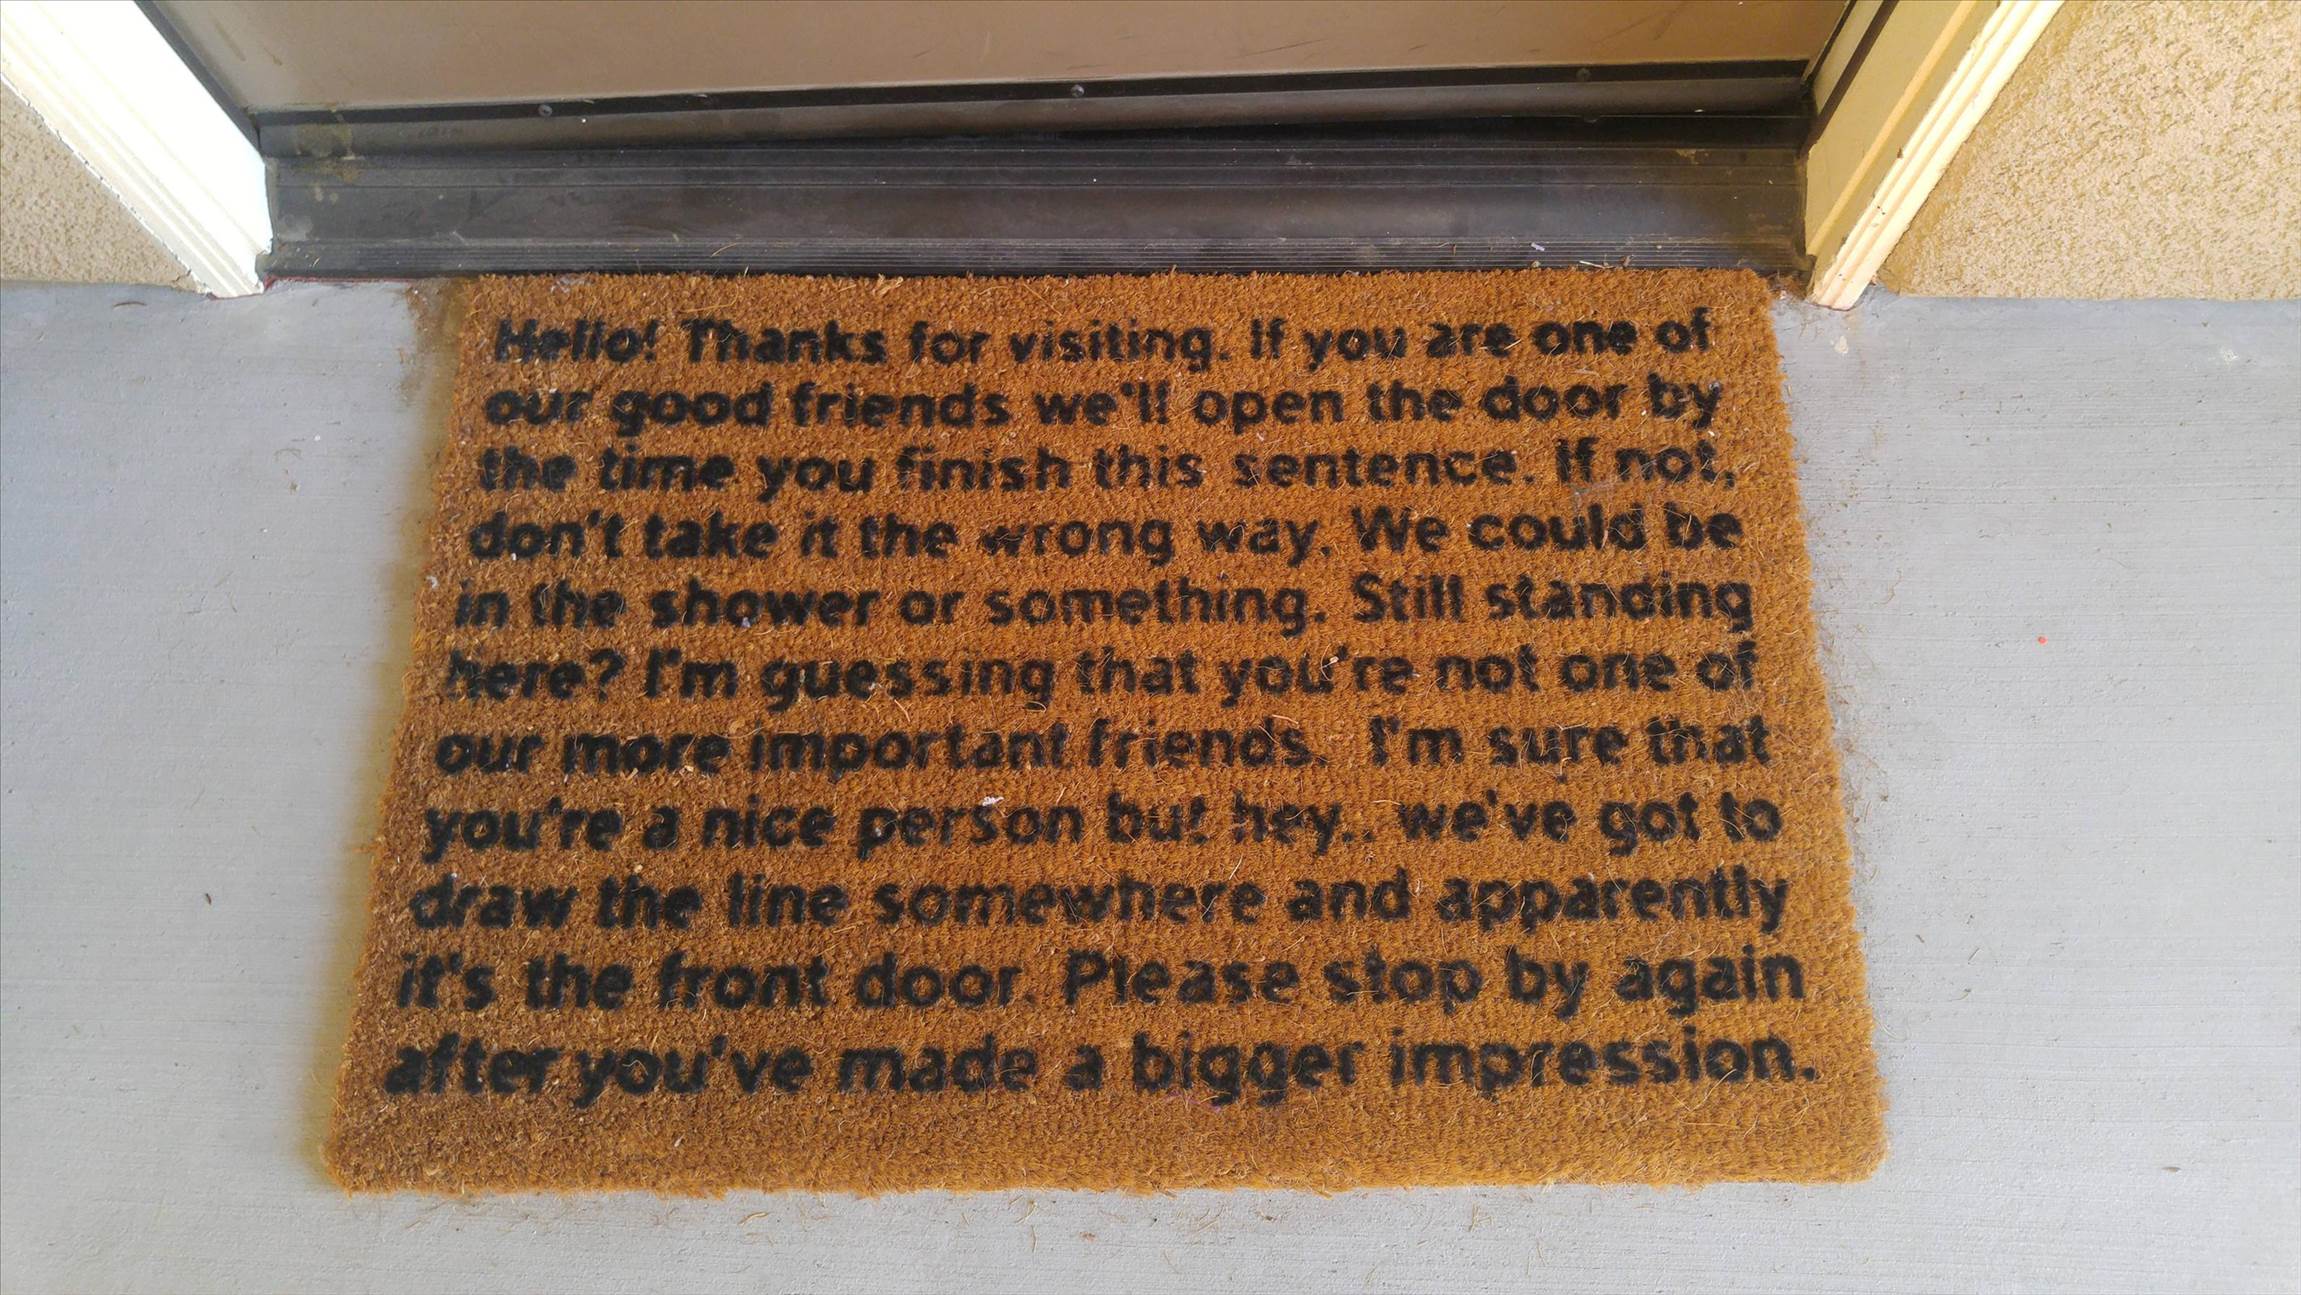 Hello! Thanks for visiting. If you are one of
our good friends we'll open the door by
the time you finish this sentence. If not,
don't take it the wrong way. We could be
in the shower or something. Still standing
here? I'm guessing that you're not one of
our more important friends. I'm sure that
you're a nice person but hey.. we've got to
draw the line somewhere and apparently
it's the front door. Please stop by again
after you've made a bigger impression.